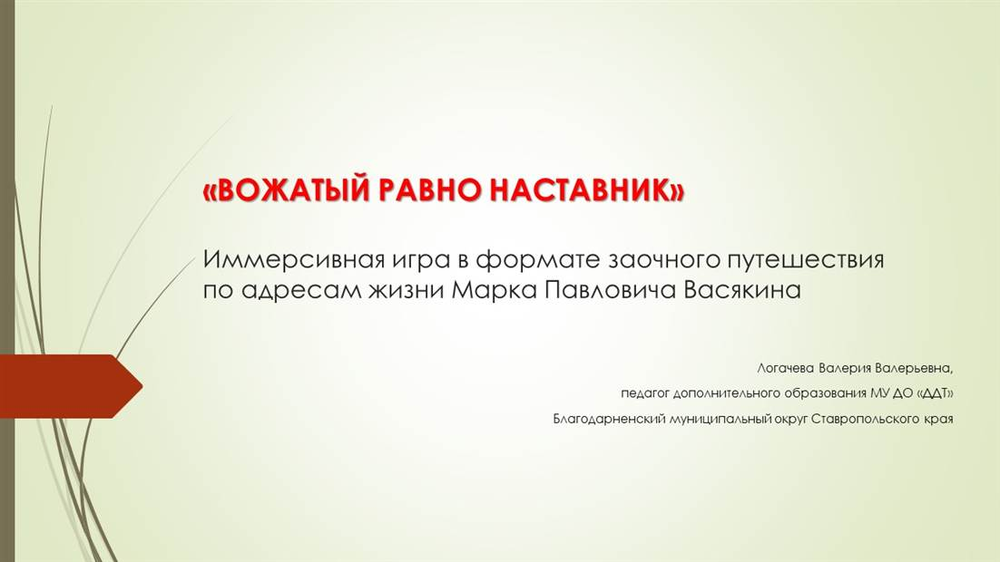 «ВОЖАТЫЙ РАВНО НАСТАВНИК»
Иммерсивная игра в формате заочного путешествия
по адресам жизни Марка Павловича Васякина
Логачева Валерия Валерьевна,
педагог дополнительного образования МУ ДО «ДДТ»
Благодарненский муниципальный округ Ставропольского края